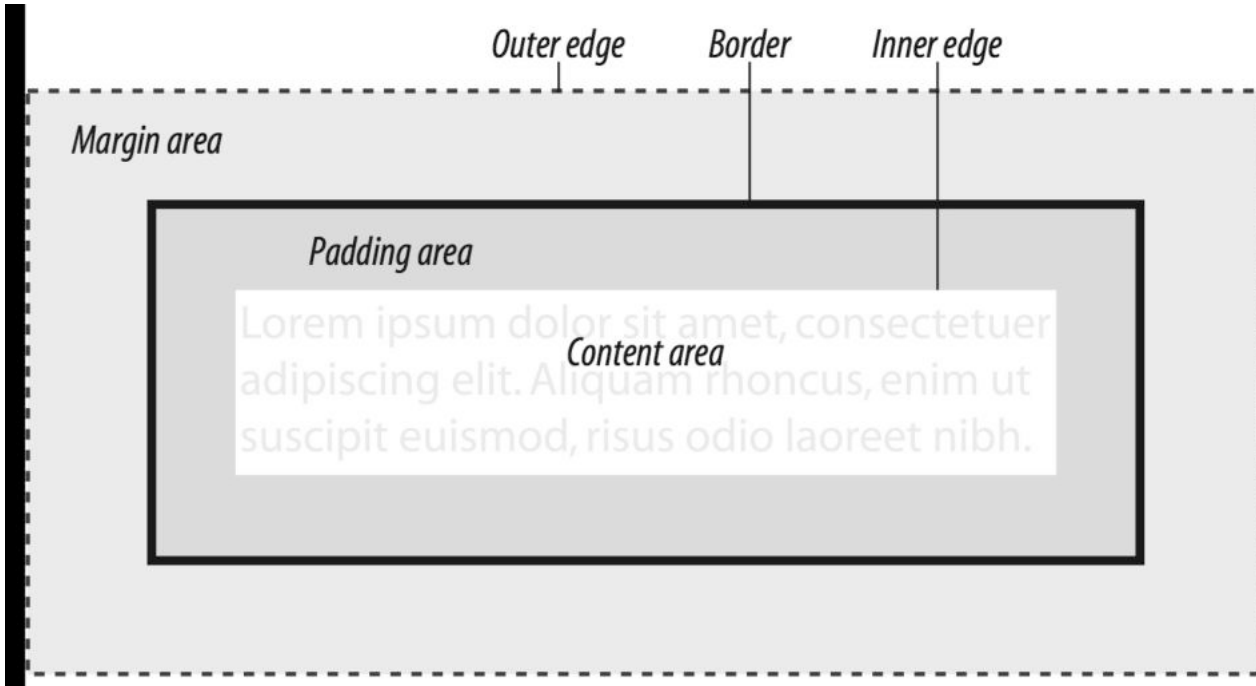 Outer edge Border Inner edge
Margin area
Padding area
Lorem ipsum dolor sit amet, consectetuer
Content area
adipiscing elit. Aliquam rhoncus, enim ut
suscipit euismod, risus odio laoreet nibh.